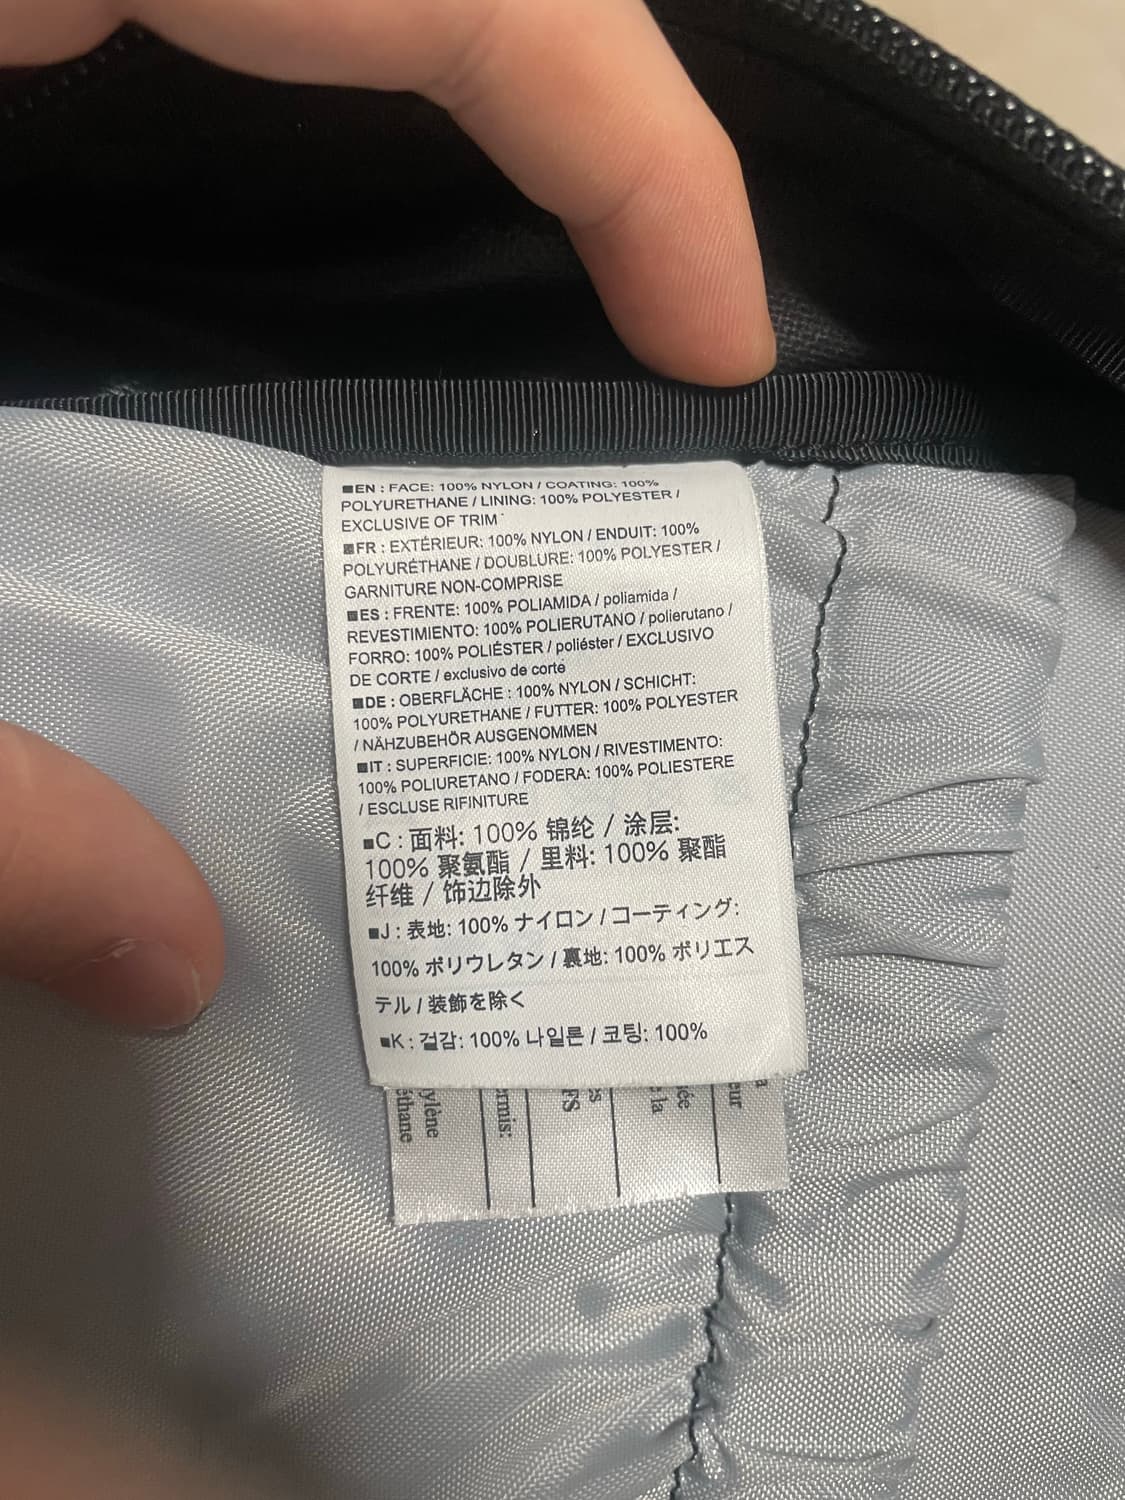 ■EN : FACE: 100% NYLON / COATING: 100%
POLYURETHANE / LINING: 100% POLYESTER /
EXCLUSIVE OF TRIM
■FR : EXTÉRIEUR: 100% NYLON / ENDUIT: 100%
POLYURÉTHANE / DOUBLURE: 100% POLYESTER /
GARNITURE NON-COMPRISE
■ES : FRENTE: 100% POLIAMIDA / poliamida /
REVESTIMIENTO: 100% POLIERUTANO / polierutano /
FORRO: 100% POLIÉSTER / poliéster / EXCLUSIVO
DE CORTE / exclusivo de corte
■DE : OBERFLÄCHE : 100% NYLON / SCHICHT:
100% POLYURETHANE / FUTTER: 100% POLYESTER
/ NÄHZUBEHÖR AUSGENOMMEN
■IT : SUPERFICIE: 100% NYLON / RIVESTIMENTO:
100% POLIURETANO / FODERA: 100% POLIESTERE
/ ESCLUSE RIFINITURE
■C : 面料: 100% 锦纶 / 涂层:
100% 聚氨酯 / 里料: 100% 聚酯
纤维 / 饰边除外
■J : 表地: 100% ナイロン / コーティング:
100% ポリウレタン / 裏地: 100% ポリエス
テル / 装飾を除く
■K : 겉감: 100% 나일론 / 코팅: 100%
la